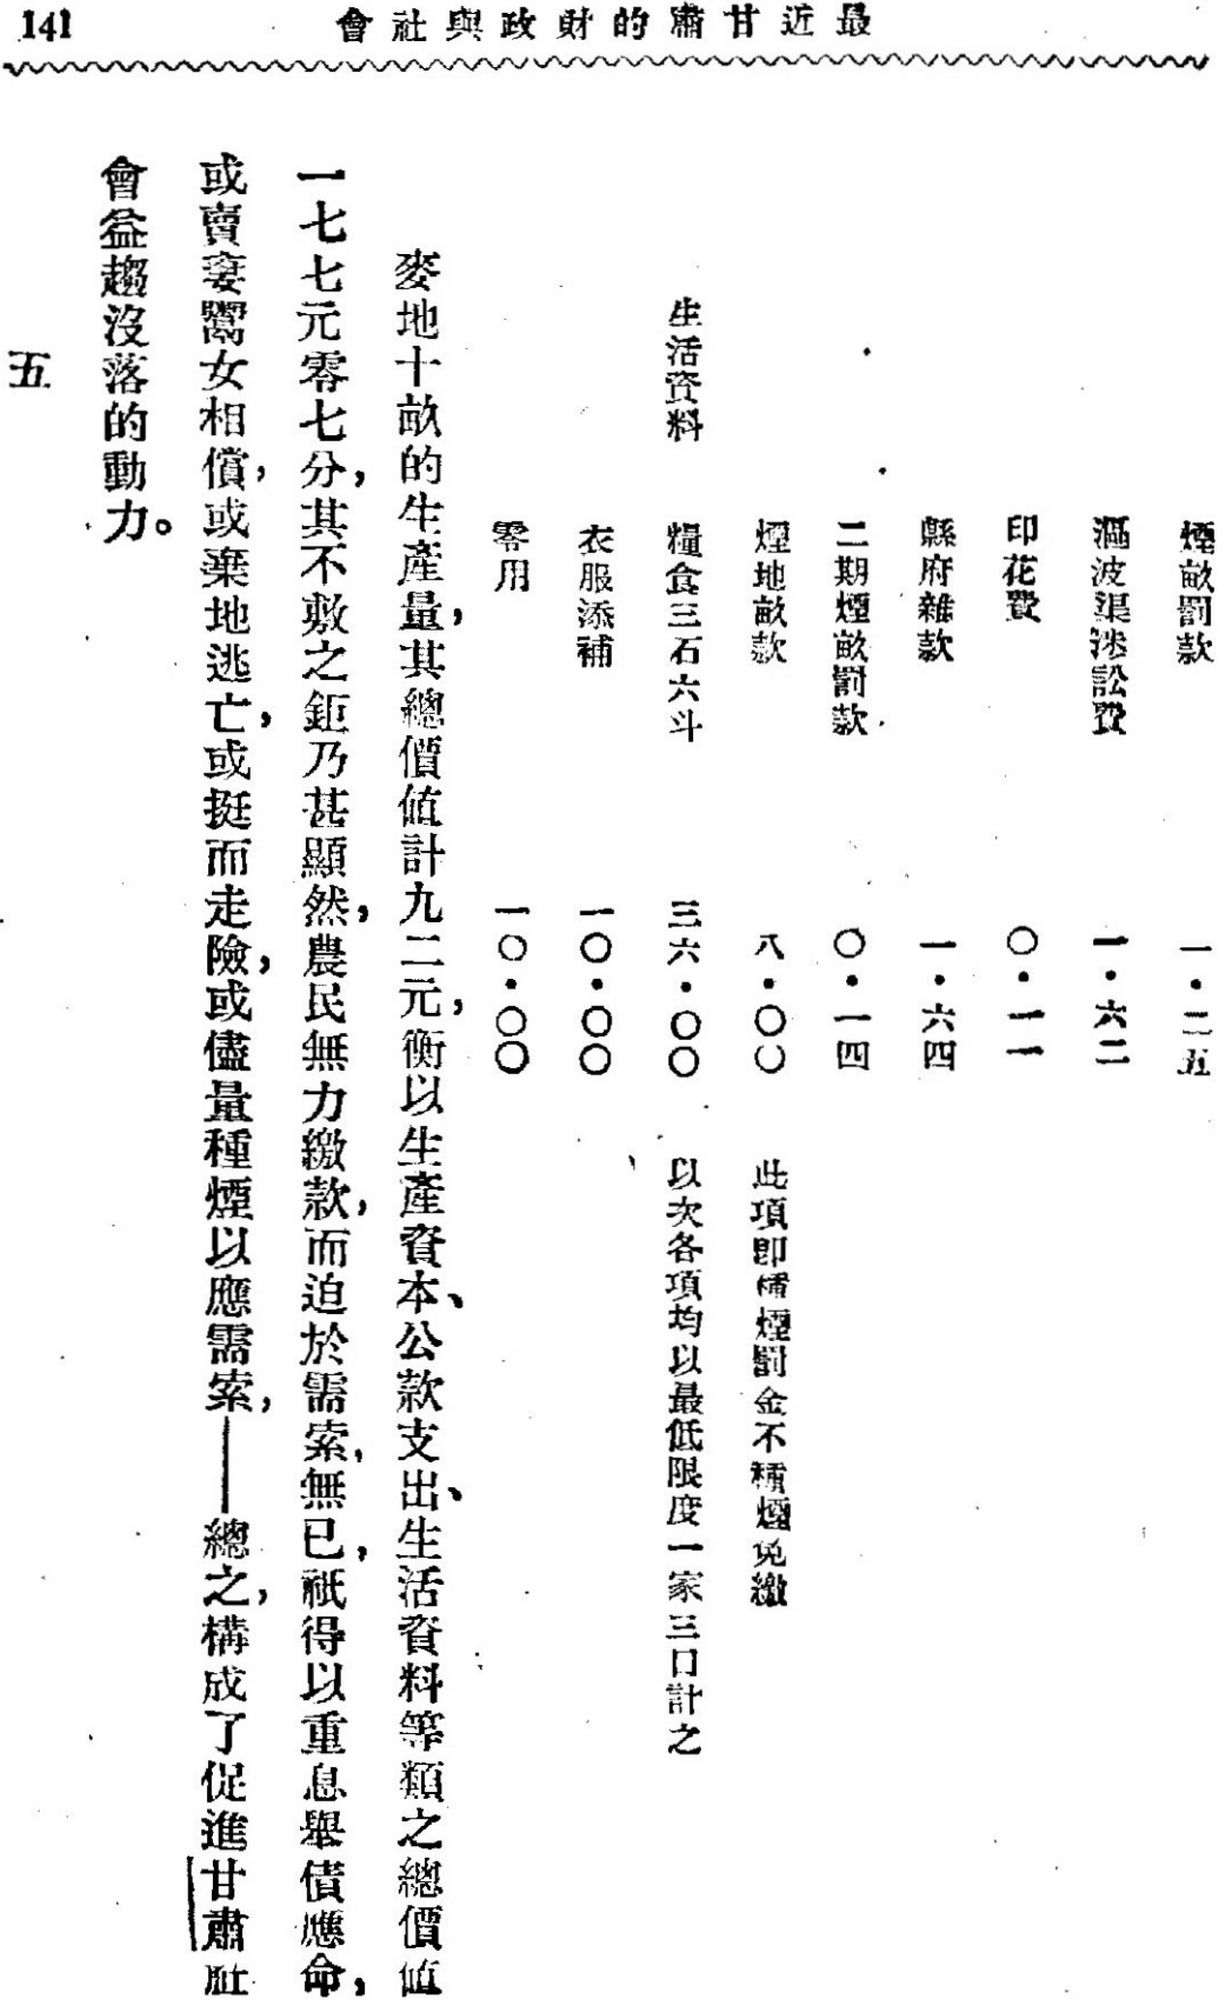 141
最近甘肅的財政與社會
煙畝罰款 一・二五
漏波渠涉訟費 一・六二
印花費 〇・一一
縣府雜款 一・六四
二期煙畝罰款 〇・一四
煙地畝款 八・〇〇 此項卽種煙罰金不種煙免繳
生活資料 糧食三石六斗 三六・〇〇 以次各項均以最低限度一家三口計之
衣服添補 一〇・〇〇
零用 一〇・〇〇
麥地十畝的生產量，其總價値計九二元，衡以生產資本、公款支出、生活資料等類之總價値
一七七元零七分，其不敷之鉅乃甚顯然，農民無力繳款，而迫於需索，無已，祇得以重息舉債應命，
或賣妻鬻女相償，或棄地逃亡，或挺而走險，或儘量種煙以應需索，——總之，構成了促進甘肅社
會益趨沒落的動力。
五